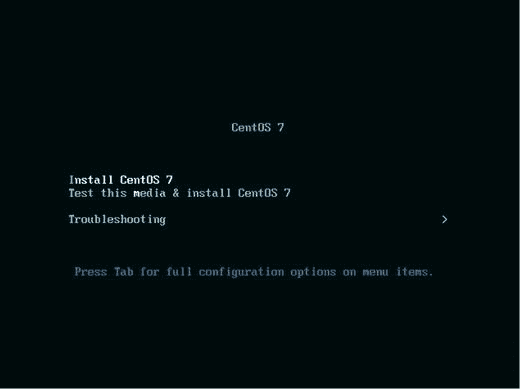 CentOS 7
Install CentOS 7
Test this media & install CentOS 7
Troubleshooting >
Press Tab for full configuration options on menu items.